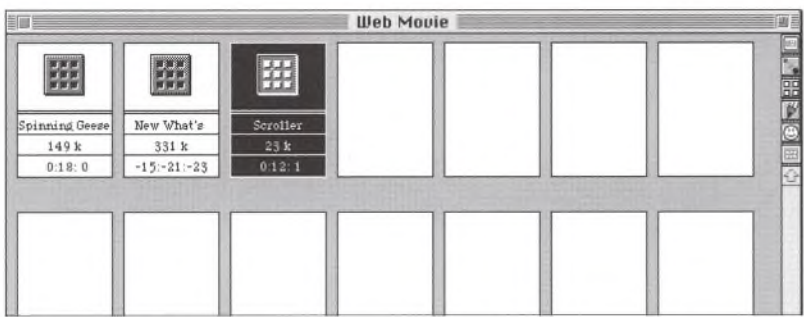 Web Movie
Spinning Geese
149 k
0:18: 0
New What's
331 k
-15:-21:-23
Scroller
23 k
0:12: 1